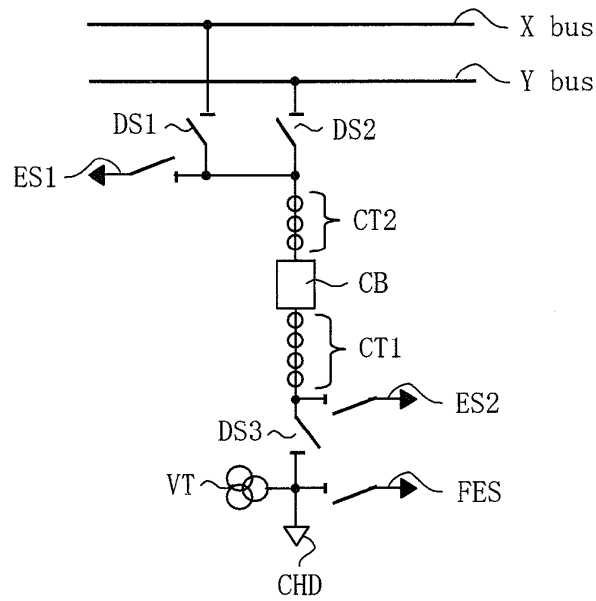 X bus
Y bus
DS1
DS2
ES1
CT2
CB
CT1
ES2
DS3
VT
FES
CHD